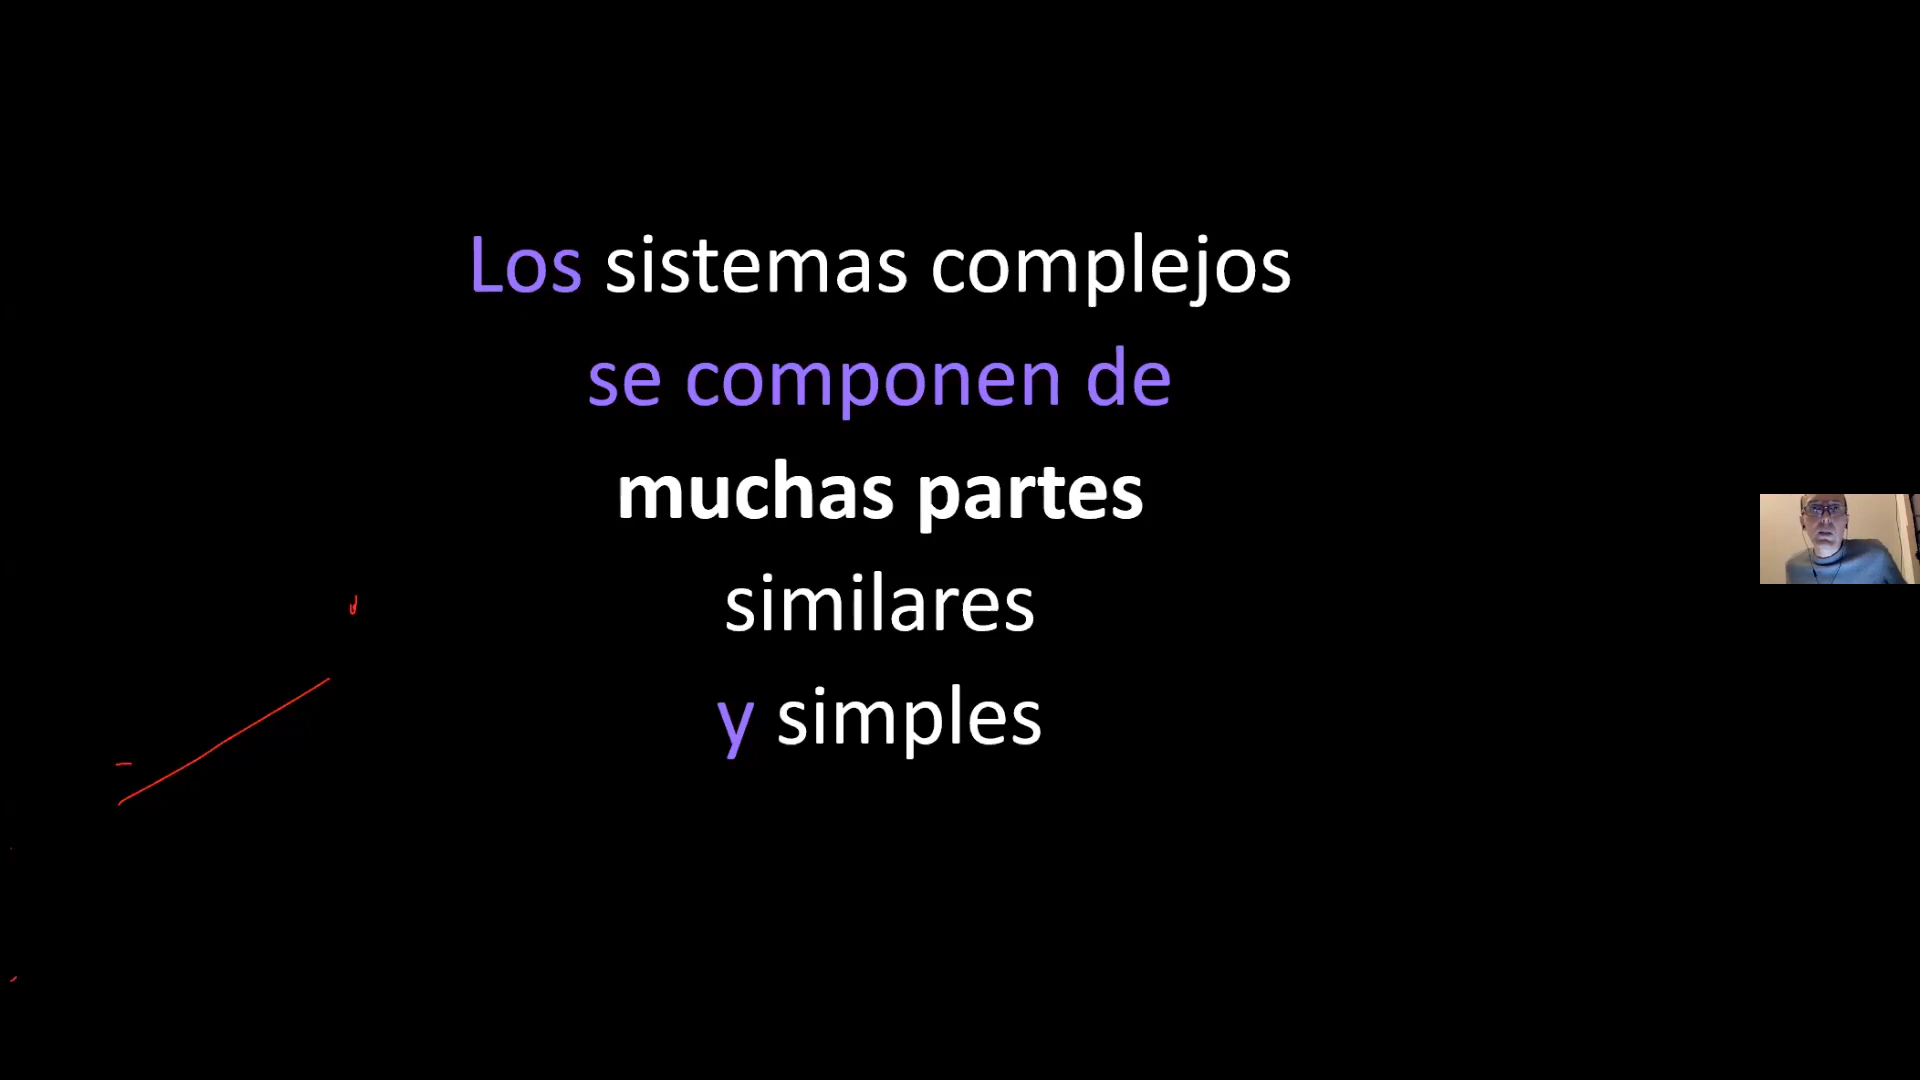 Los sistemas complejos
se componen de
muchas partes
similares
y simples